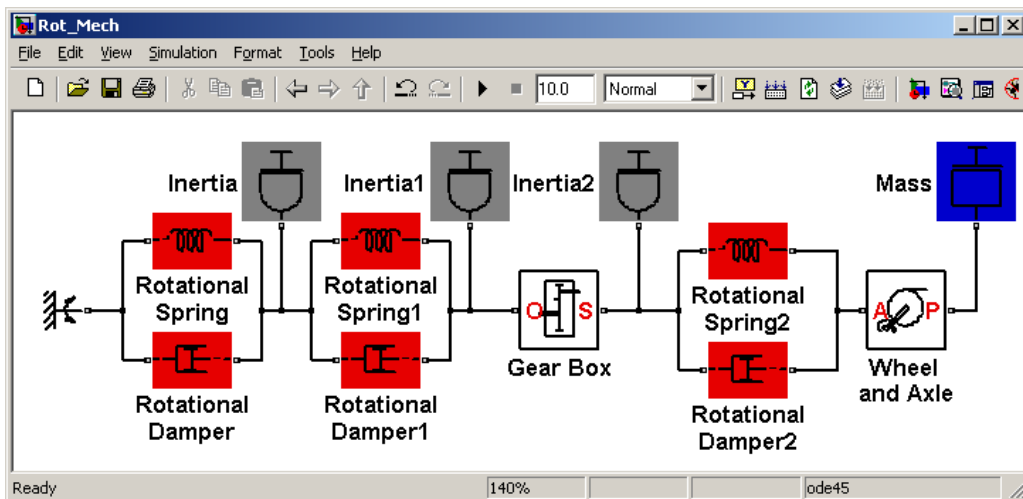 Rot_Mech
File Edit View Simulation Format Tools Help
10.0 Normal
Inertia Inertia1 Inertia2 Mass
Rotational
Spring
Rotational
Spring1
O S
Gear Box
Rotational
Spring2
A P
Wheel
and Axle
Rotational
Damper
Rotational
Damper1
Rotational
Damper2
Ready 140% ode45